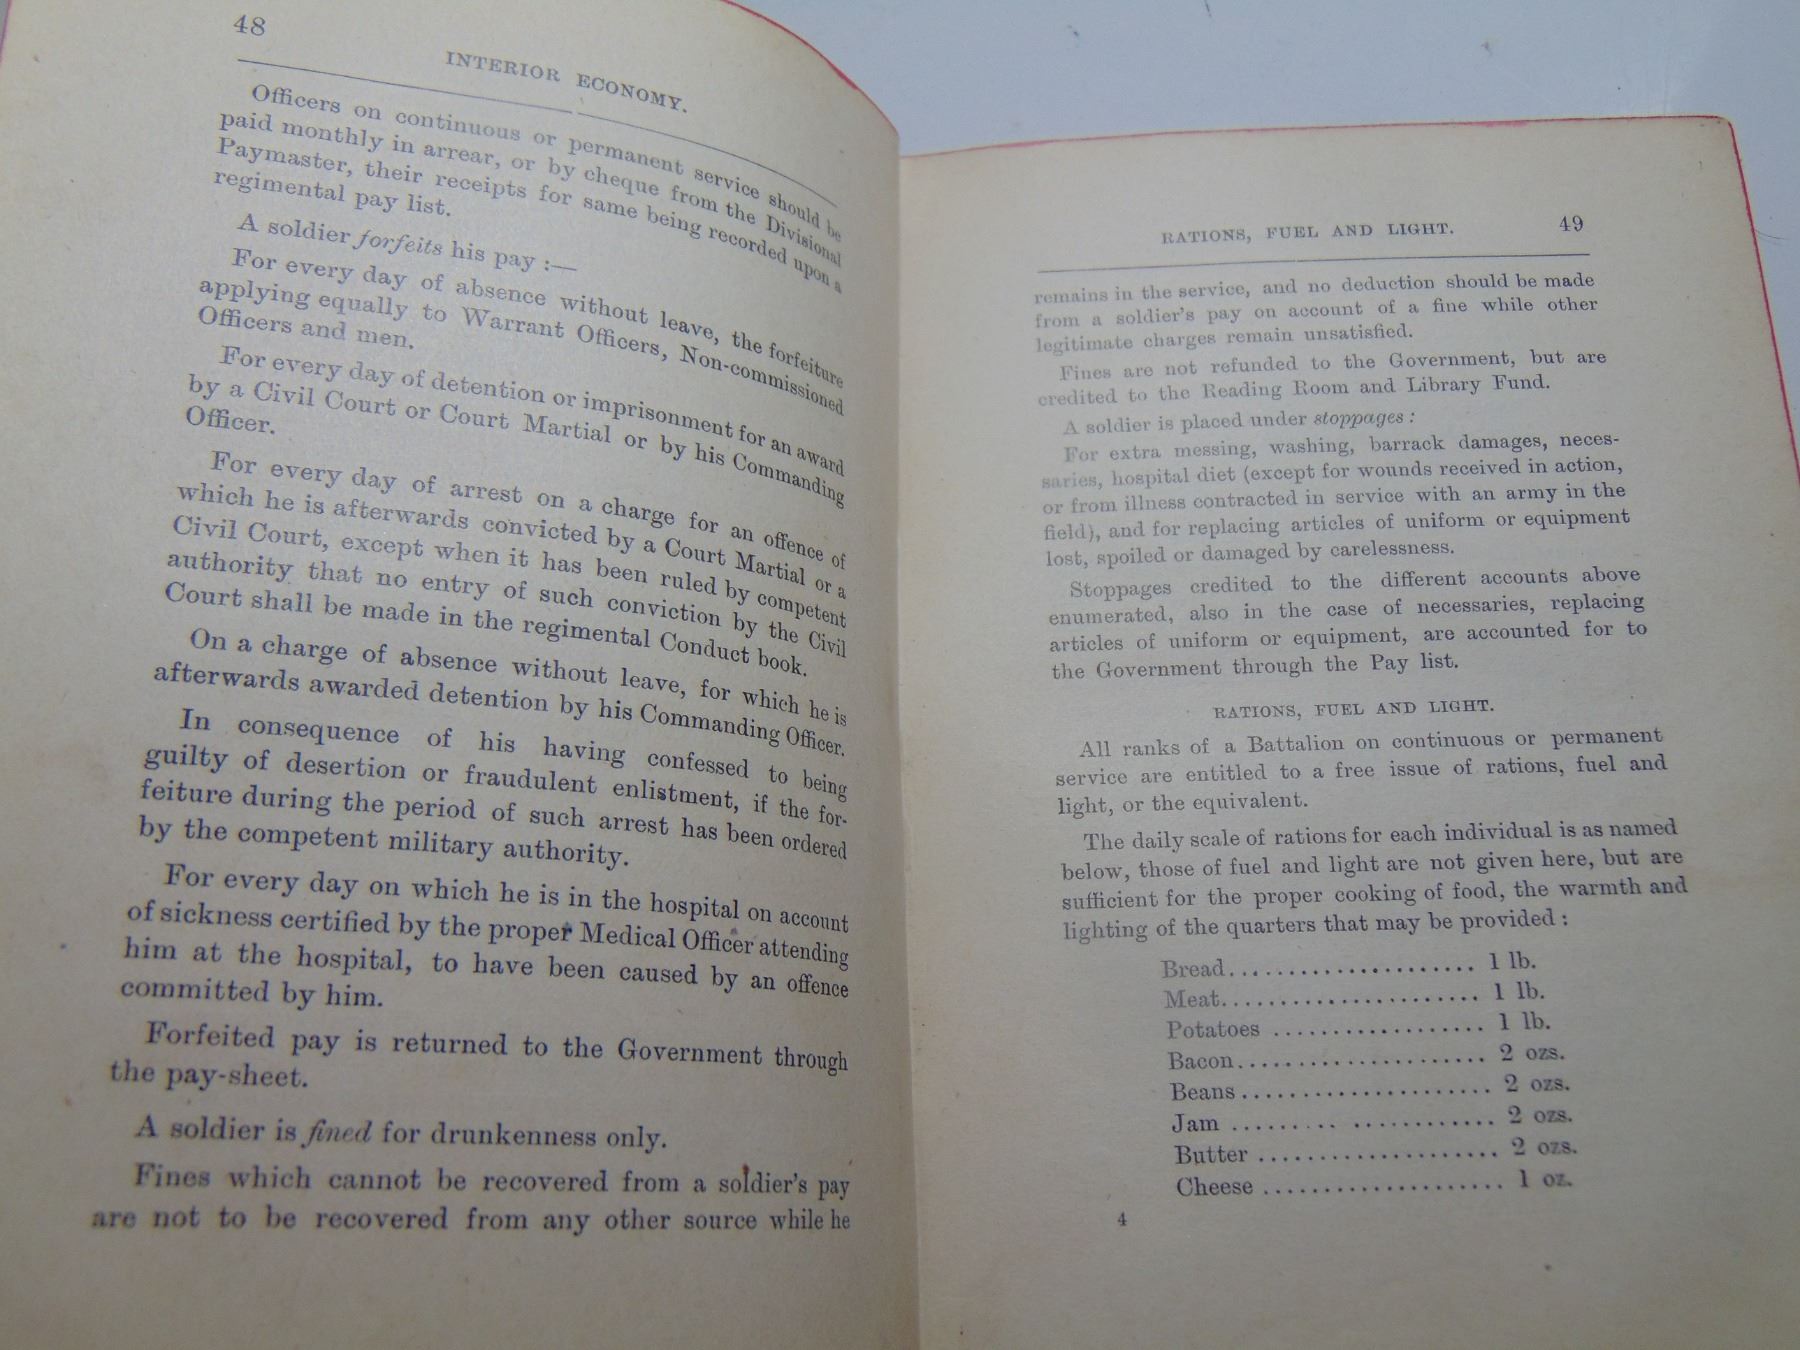 48
INTERIOR ECONOMY.
Officers on continuous or permanent service should be
paid monthly in arrear, or by cheque from the Divisional
Paymaster, their receipts for same being recorded upon a
regimental pay list.
A soldier forfeits his pay :—
For every day of absence without leave, the forfeiture
applying equally to Warrant Officers, Non-commissioned
Officers and men.
For every day of detention or imprisonment for an award
by a Civil Court or Court Martial or by his Commanding
Officer.
For every day of arrest on a charge for an offence of
which he is afterwards convicted by a Court Martial or a
Civil Court, except when it has been ruled by competent
authority that no entry of such conviction by the Civil
Court shall be made in the regimental Conduct book.
On a charge of absence without leave, for which he is
afterwards awarded detention by his Commanding Officer.
In consequence of his having confessed to being
guilty of desertion or fraudulent enlistment, if the for-
feiture during the period of such arrest has been ordered
by the competent military authority.
For every day on which he is in the hospital on account
of sickness certified by the proper Medical Officer attending
him at the hospital, to have been caused by an offence
committed by him.
Forfeited pay is returned to the Government through
the pay-sheet.
A soldier is fined for drunkenness only.
Fines which cannot be recovered from a soldier's pay
are not to be recovered from any other source while he
RATIONS, FUEL AND LIGHT. 49
remains in the service, and no deduction should be made
from a soldier's pay on account of a fine while other
legitimate charges remain unsatisfied.
Fines are not refunded to the Government, but are
credited to the Reading Room and Library Fund.
A soldier is placed under stoppages :
For extra messing, washing, barrack damages, neces-
saries, hospital diet (except for wounds received in action,
or from illness contracted in service with an army in the
field), and for replacing articles of uniform or equipment
lost, spoiled or damaged by carelessness.
Stoppages credited to the different accounts above
enumerated, also in the case of necessaries, replacing
articles of uniform or equipment, are accounted for to
the Government through the Pay list.
RATIONS, FUEL AND LIGHT.
All ranks of a Battalion on continuous or permanent
service are entitled to a free issue of rations, fuel and
light, or the equivalent.
The daily scale of rations for each individual is as named
below, those of fuel and light are not given here, but are
sufficient for the proper cooking of food, the warmth and
lighting of the quarters that may be provided :
Bread...................... 1 lb.
Meat....................... 1 lb.
Potatoes .................. 1 lb.
Bacon...................... 2 ozs.
Beans ...................... 2 ozs.
Jam ....................... 2 ozs.
Butter ..................... 2 ozs.
Cheese ..................... 1 oz.
4